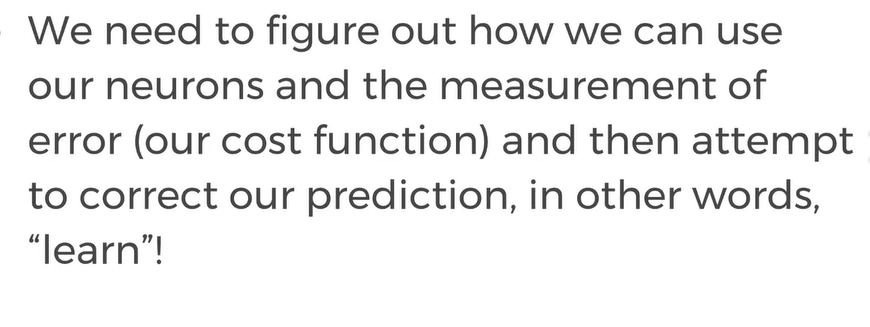 We need to figure out how we can use
our neurons and the measurement of
error (our cost function) and then attempt
to correct our prediction, in other words,
“learn”!